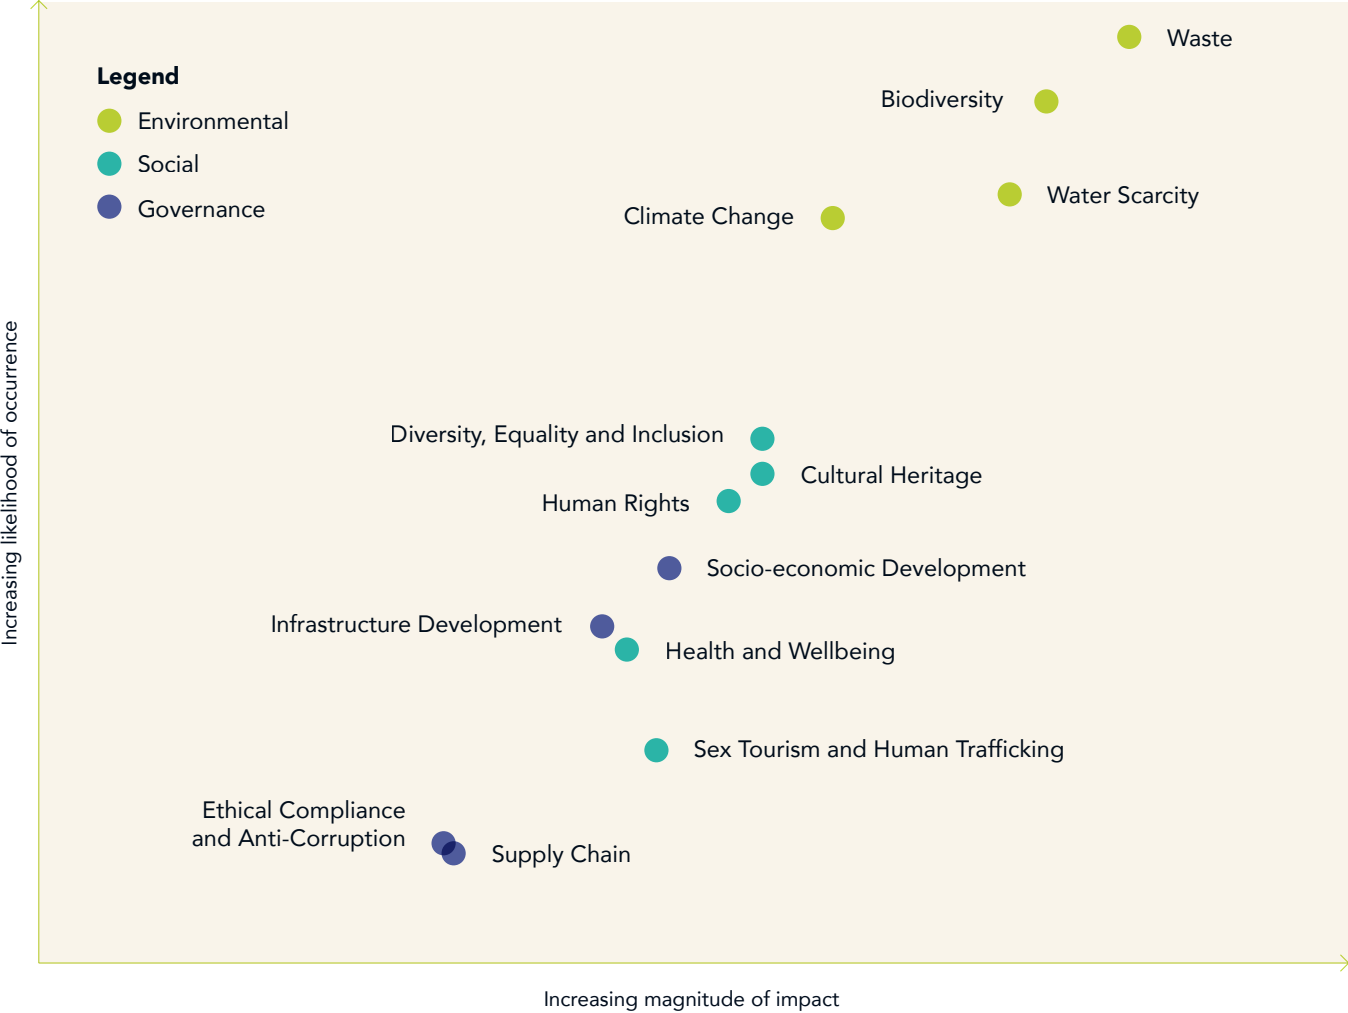 Waste
Legend
Biodiversity
Environmental
Social
Water Scarcity
Governance
Climate Change
Increasing likelihood of occurrence
Diversity, Equality and Inclusion
Cultural Heritage
Human Rights
Socio-economic Development
Infrastructure Development
Health and Wellbeing
Sex Tourism and Human Trafficking
Ethical Compliance
and Anti-Corruption
Supply Chain
Increasing magnitude of impact